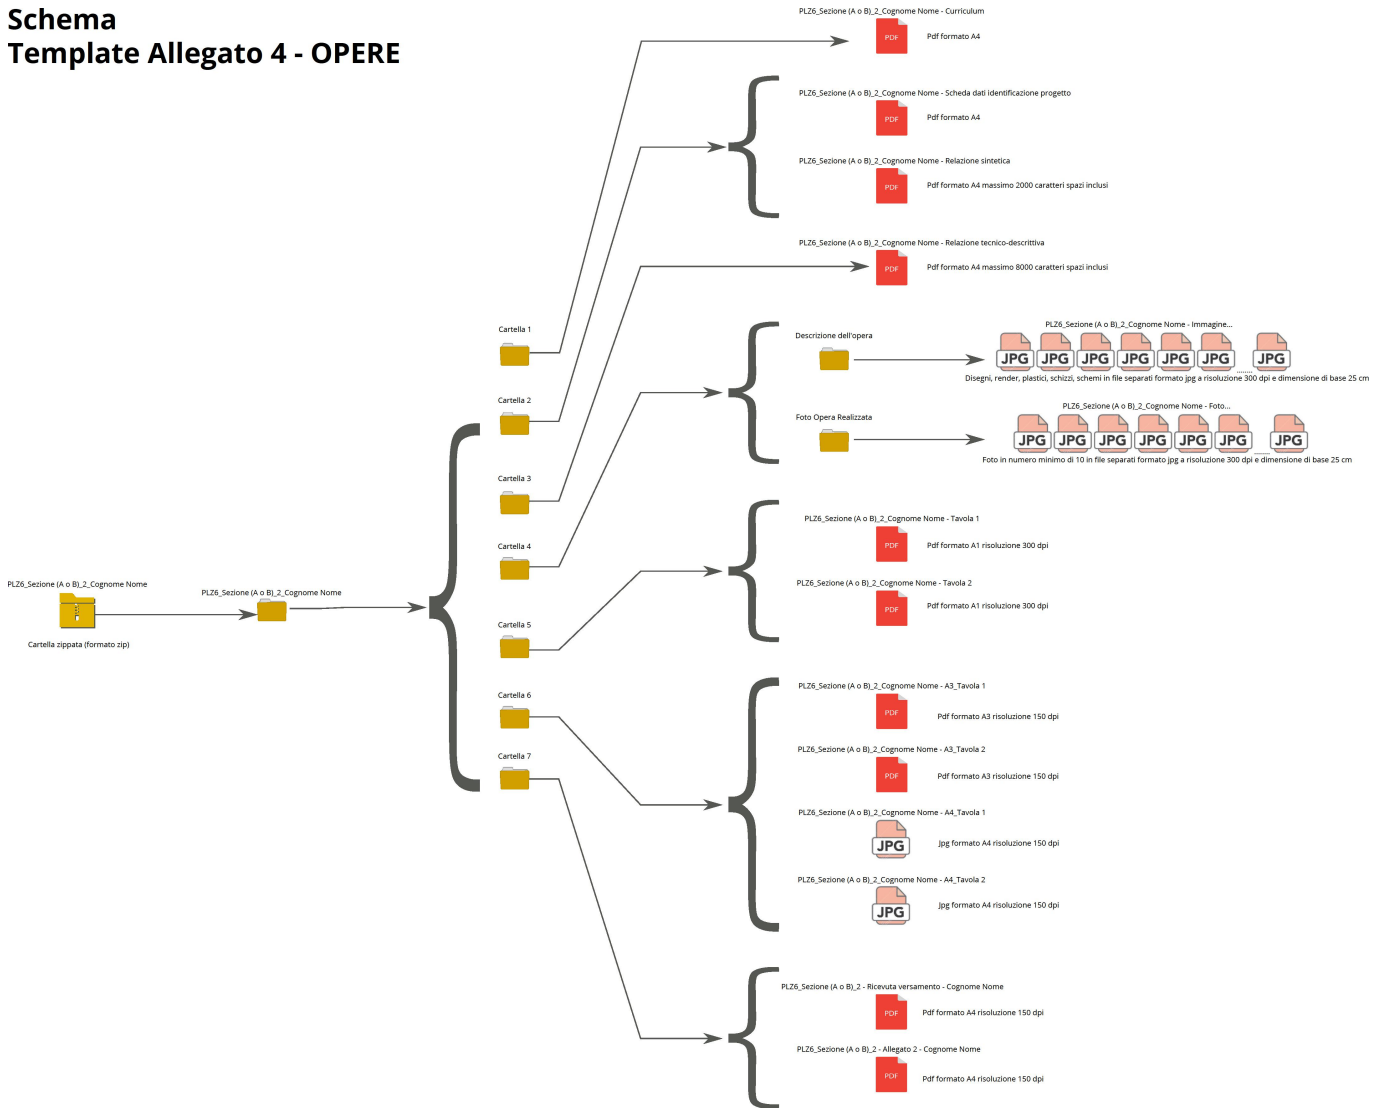 Schema
Template Allegato 4 - OPERE
PLZ6_Sezione (A o B)_2_Cognome Nome
Cartella zippata (formato zip)
PLZ6_Sezione (A o B)_2_Cognome Nome
Cartella 1
Cartella 2
Cartella 3
Cartella 4
Cartella 5
Cartella 6
Cartella 7
PLZ6_Sezione (A o B)_2_Cognome Nome - Curriculum
PDF
Pdf formato A4
PLZ6_Sezione (A o B)_2_Cognome Nome - Scheda dati identificazione progetto
PDF
Pdf formato A4
PLZ6_Sezione (A o B)_2_Cognome Nome - Relazione sintetica
PDF
Pdf formato A4 massimo 2000 caratteri spazi inclusi
PLZ6_Sezione (A o B)_2_Cognome Nome - Relazione tecnico-descrittiva
PDF
Pdf formato A4 massimo 8000 caratteri spazi inclusi
Descrizione dell'opera
PLZ6_Sezione (A o B)_2_Cognome Nome - Immagine...
JPG JPG JPG JPG JPG JPG ........ JPG
Disegni, render, plastici, schizzi, schemi in file separati formato jpg a risoluzione 300 dpi e dimensione di base 25 cm
Foto Opera Realizzata
PLZ6_Sezione (A o B)_2_Cognome Nome - Foto...
JPG JPG JPG JPG JPG JPG ........ JPG
Foto in numero minimo di 10 in file separati formato jpg a risoluzione 300 dpi e dimensione di base 25 cm
PLZ6_Sezione (A o B)_2_Cognome Nome - Tavola 1
PDF
Pdf formato A1 risoluzione 300 dpi
PLZ6_Sezione (A o B)_2_Cognome Nome - Tavola 2
PDF
Pdf formato A1 risoluzione 300 dpi
PLZ6_Sezione (A o B)_2_Cognome Nome - A3_Tavola 1
PDF
Pdf formato A3 risoluzione 150 dpi
PLZ6_Sezione (A o B)_2_Cognome Nome - A3_Tavola 2
PDF
Pdf formato A3 risoluzione 150 dpi
PLZ6_Sezione (A o B)_2_Cognome Nome - A4_Tavola 1
JPG
Jpg formato A4 risoluzione 150 dpi
PLZ6_Sezione (A o B)_2_Cognome Nome - A4_Tavola 2
JPG
Jpg formato A4 risoluzione 150 dpi
PLZ6_Sezione (A o B)_2 - Ricevuta versamento - Cognome Nome
PDF
Pdf formato A4 risoluzione 150 dpi
PLZ6_Sezione (A o B)_2 - Allegato 2 - Cognome Nome
PDF
Pdf formato A4 risoluzione 150 dpi